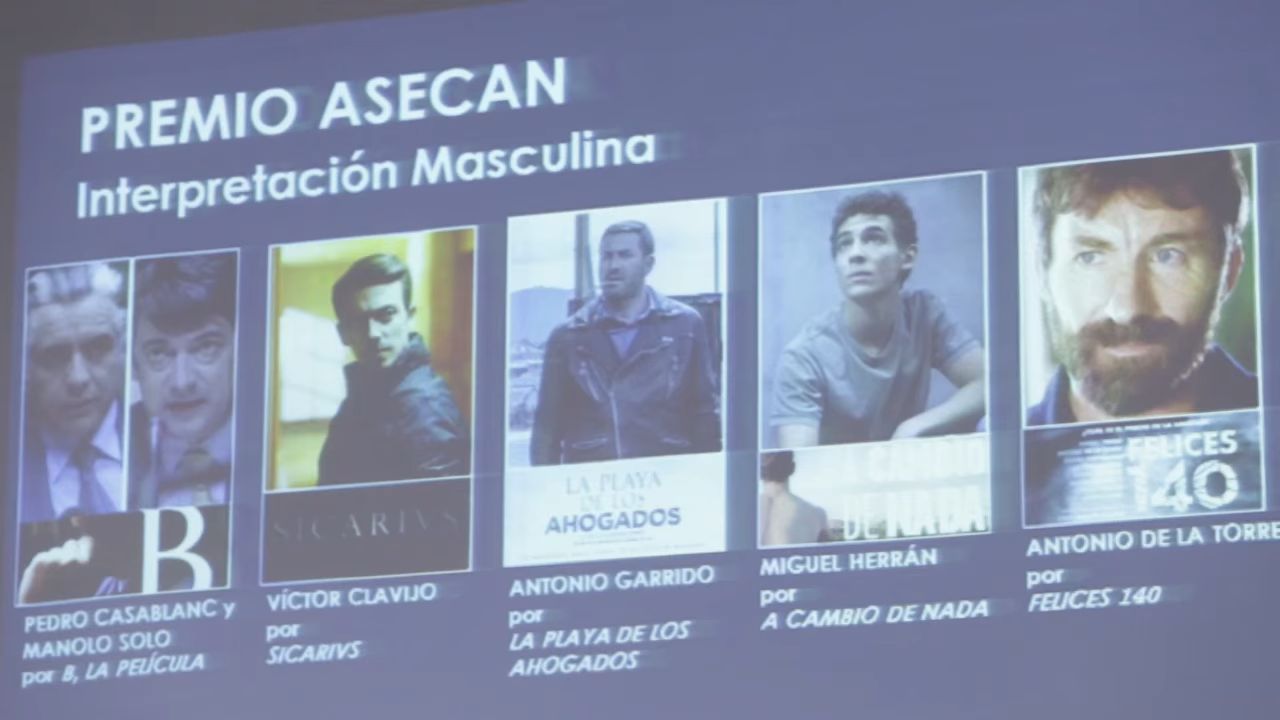 PREMIO ASECAN
Interpretación Masculina
B
SICARIVS
LA PLAYA
DE LOS
AHOGADOS
A CAMBIO
DE NADA
FELICES
140
PEDRO CASABLANC y
MANOLO SOLO
por B, LA PELÍCULA
VÍCTOR CLAVIJO
por
SICARIVS
ANTONIO GARRIDO
por
LA PLAYA DE LOS
AHOGADOS
MIGUEL HERRÁN
por
A CAMBIO DE NADA
ANTONIO DE LA TORRE
por
FELICES 140